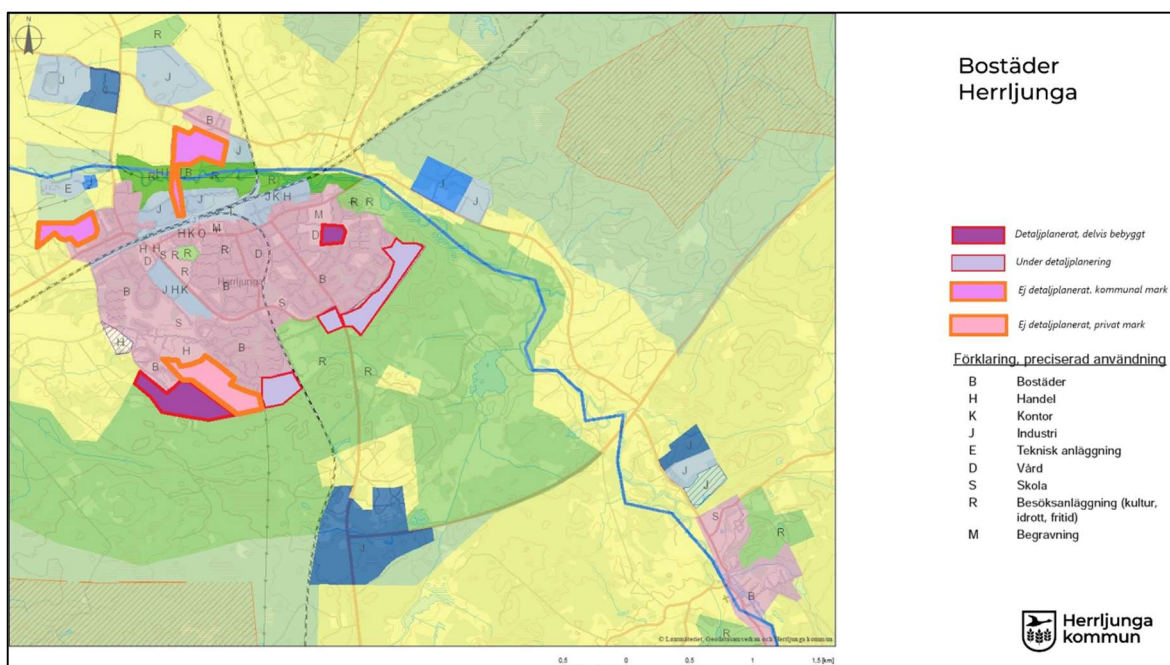 Bostäder
Herrljunga
Detaljplanerat, delvis bebyggt
Under detaljplanering
Ej detaljplanerat, kommunal mark
Ej detaljplanerat, privat mark
Förklaring, preciserad användning
B Bostäder
H Handel
K Kontor
J Industri
E Teknisk anläggning
D Vård
S Skola
R Besöksanläggning (kultur,
idrott, fritid)
M Begravning
Herrljunga
kommun
N
R
J
J
B
J
R
R
E
J
J
J
J K H
R R
M
D
H K O
M
H H
D S R
R
R
D
R
B
Herrljunga
B
J H K
S
S
H
H
B
B
R
R
J
J
J
J
J
J
S
R
B
R
© Lantmäteriet, Geodatasamverkan och Herrljunga kommun
0.5 0 0.5 1 1.5 [km]